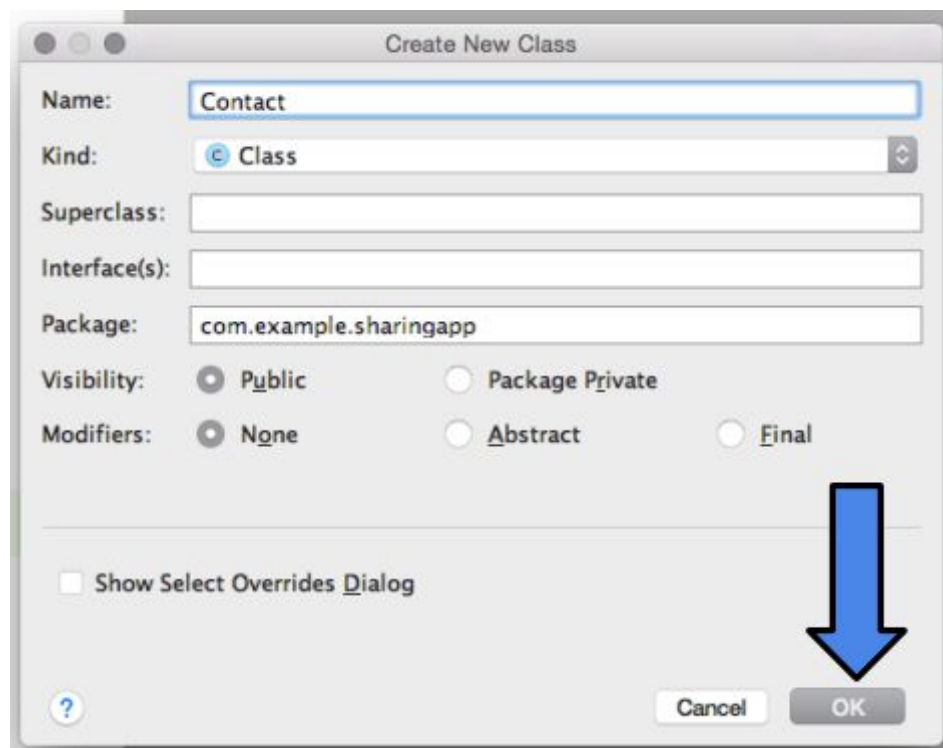 Create New Class
Name: Contact
Kind: C Class
Superclass:
Interface(s):
Package: com.example.sharingapp
Visibility: Public Package Private
Modifiers: None Abstract Final
Show Select Overrides Dialog
? Cancel OK